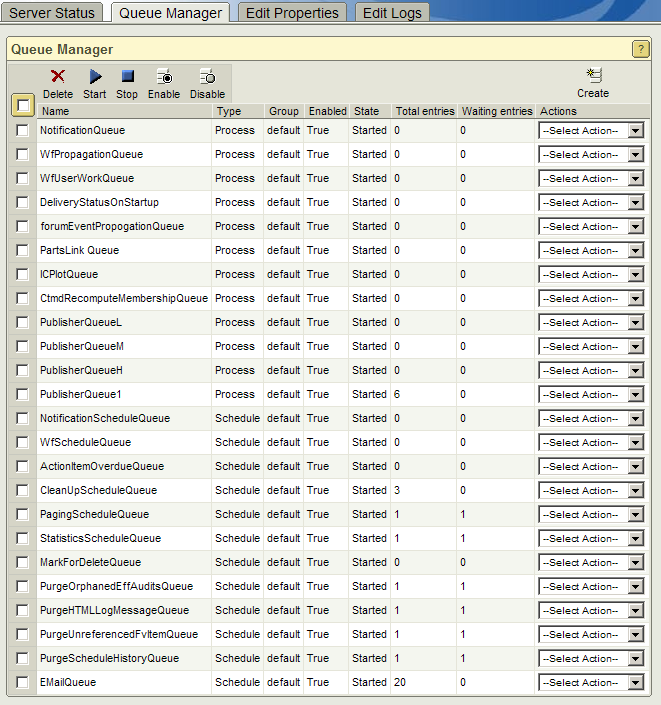 Server Status Queue Manager Edit Properties Edit Logs
Queue Manager ?
Delete Start Stop Enable Disable Create
Name Type Group Enabled State Total entries Waiting entries Actions
NotificationQueue Process default True Started 0 0 --Select Action--
WfPropagationQueue Process default True Started 0 0 --Select Action--
WfUserWorkQueue Process default True Started 0 0 --Select Action--
DeliveryStatusOnStartup Process default True Started 0 0 --Select Action--
forumEventPropogationQueue Process default True Started 0 0 --Select Action--
PartsLink Queue Process default True Started 0 0 --Select Action--
ICPlotQueue Process default True Started 0 0 --Select Action--
CtmdRecomputeMembershipQueue Process default True Started 0 0 --Select Action--
PublisherQueueL Process default True Started 0 0 --Select Action--
PublisherQueueM Process default True Started 0 0 --Select Action--
PublisherQueueH Process default True Started 0 0 --Select Action--
PublisherQueue1 Process default True Started 6 0 --Select Action--
NotificationScheduleQueue Schedule default True Started 0 0 --Select Action--
WfScheduleQueue Schedule default True Started 0 0 --Select Action--
ActionItemOverdueQueue Schedule default True Started 0 0 --Select Action--
CleanUpScheduleQueue Schedule default True Started 3 0 --Select Action--
PagingScheduleQueue Schedule default True Started 1 1 --Select Action--
StatisticsScheduleQueue Schedule default True Started 1 1 --Select Action--
MarkForDeleteQueue Schedule default True Started 0 0 --Select Action--
PurgeOrphanedEffAuditsQueue Schedule default True Started 1 1 --Select Action--
PurgeHTMLLogMessageQueue Schedule default True Started 1 1 --Select Action--
PurgeUnreferencedFvItemQueue Schedule default True Started 1 1 --Select Action--
PurgeScheduleHistoryQueue Schedule default True Started 1 1 --Select Action--
EMailQueue Schedule default True Started 20 0 --Select Action--